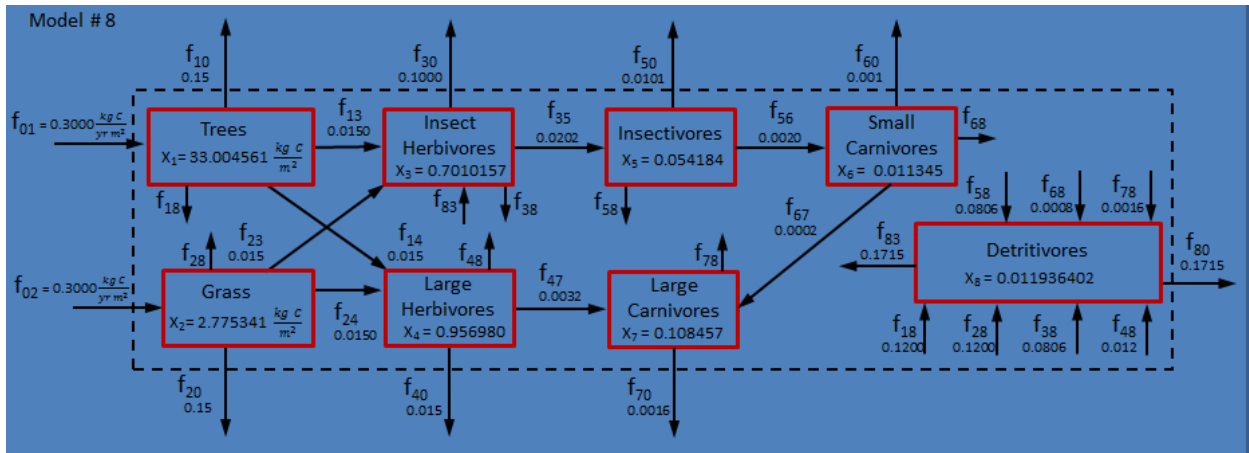 Model # 8
f10
0.15
f30
0.1000
f50
0.0101
f60
0.001
f01 = 0.3000 kg C / yr m²
Trees
X1= 33.004561 kg C / m²
f13
0.0150
Insect
Herbivores
X3 = 0.7010157
f35
0.0202
Insectivores
X5 = 0.054184
f56
0.0020
Small
Carnivores
X6 = 0.011345
f68
f18
f28
f23
0.015
f14
0.015
f83
f38
f48
f58
f67
0.0002
f78
f58
0.0806
f68
0.0008
f78
0.0016
f02 = 0.3000 kg C / yr m²
Grass
X2= 2.775341 kg C / m²
f24
0.0150
Large
Herbivores
X4 = 0.956980
f47
0.0032
Large
Carnivores
X7 = 0.108457
f83
0.1715
Detritivores
X8 = 0.011936402
f80
0.1715
f18
0.1200
f28
0.1200
f38
0.0806
f48
0.012
f20
0.15
f40
0.015
f70
0.0016